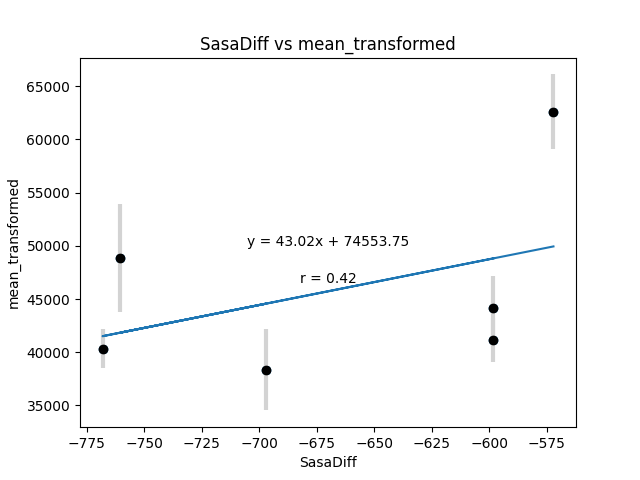 SasaDiff vs mean_transformed
65000
60000
55000
50000
45000
40000
35000
mean_transformed
y = 43.02x + 74553.75
r = 0.42
−775 −750 −725 −700 −675 −650 −625 −600 −575
SasaDiff